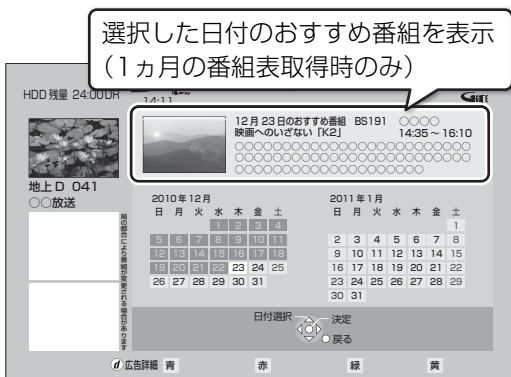 選択した日付のおすすめ番組を表示
（1ヵ月の番組表取得時のみ）
HDD 残量 24:00DR
14:11
12月23日のおすすめ番組 BS191 ○○○○
映画へのいざない「K2」 14:35～16:10
○○○○○○○○○○○○○○○○○○○○○○○○
○○○○○○○○○○○○○○○○○○○○○○○○
○○○○○○○○○○○○○○○○○○○
地上D 041
○○放送
局の都合により番組が変更される場合があります
2010年12月
日 月 火 水 木 金 土
1 2 3 4
5 6 7 8 9 10 11
12 13 14 15 16 17 18
19 20 21 22 23 24 25
26 27 28 29 30 31
2011年1月
日 月 火 水 木 金 土
1
2 3 4 5 6 7 8
9 10 11 12 13 14 15
16 17 18 19 20 21 22
23 24 25 26 27 28 29
30 31
日付選択 決定
戻る
d 広告詳細 青 赤 緑 黄